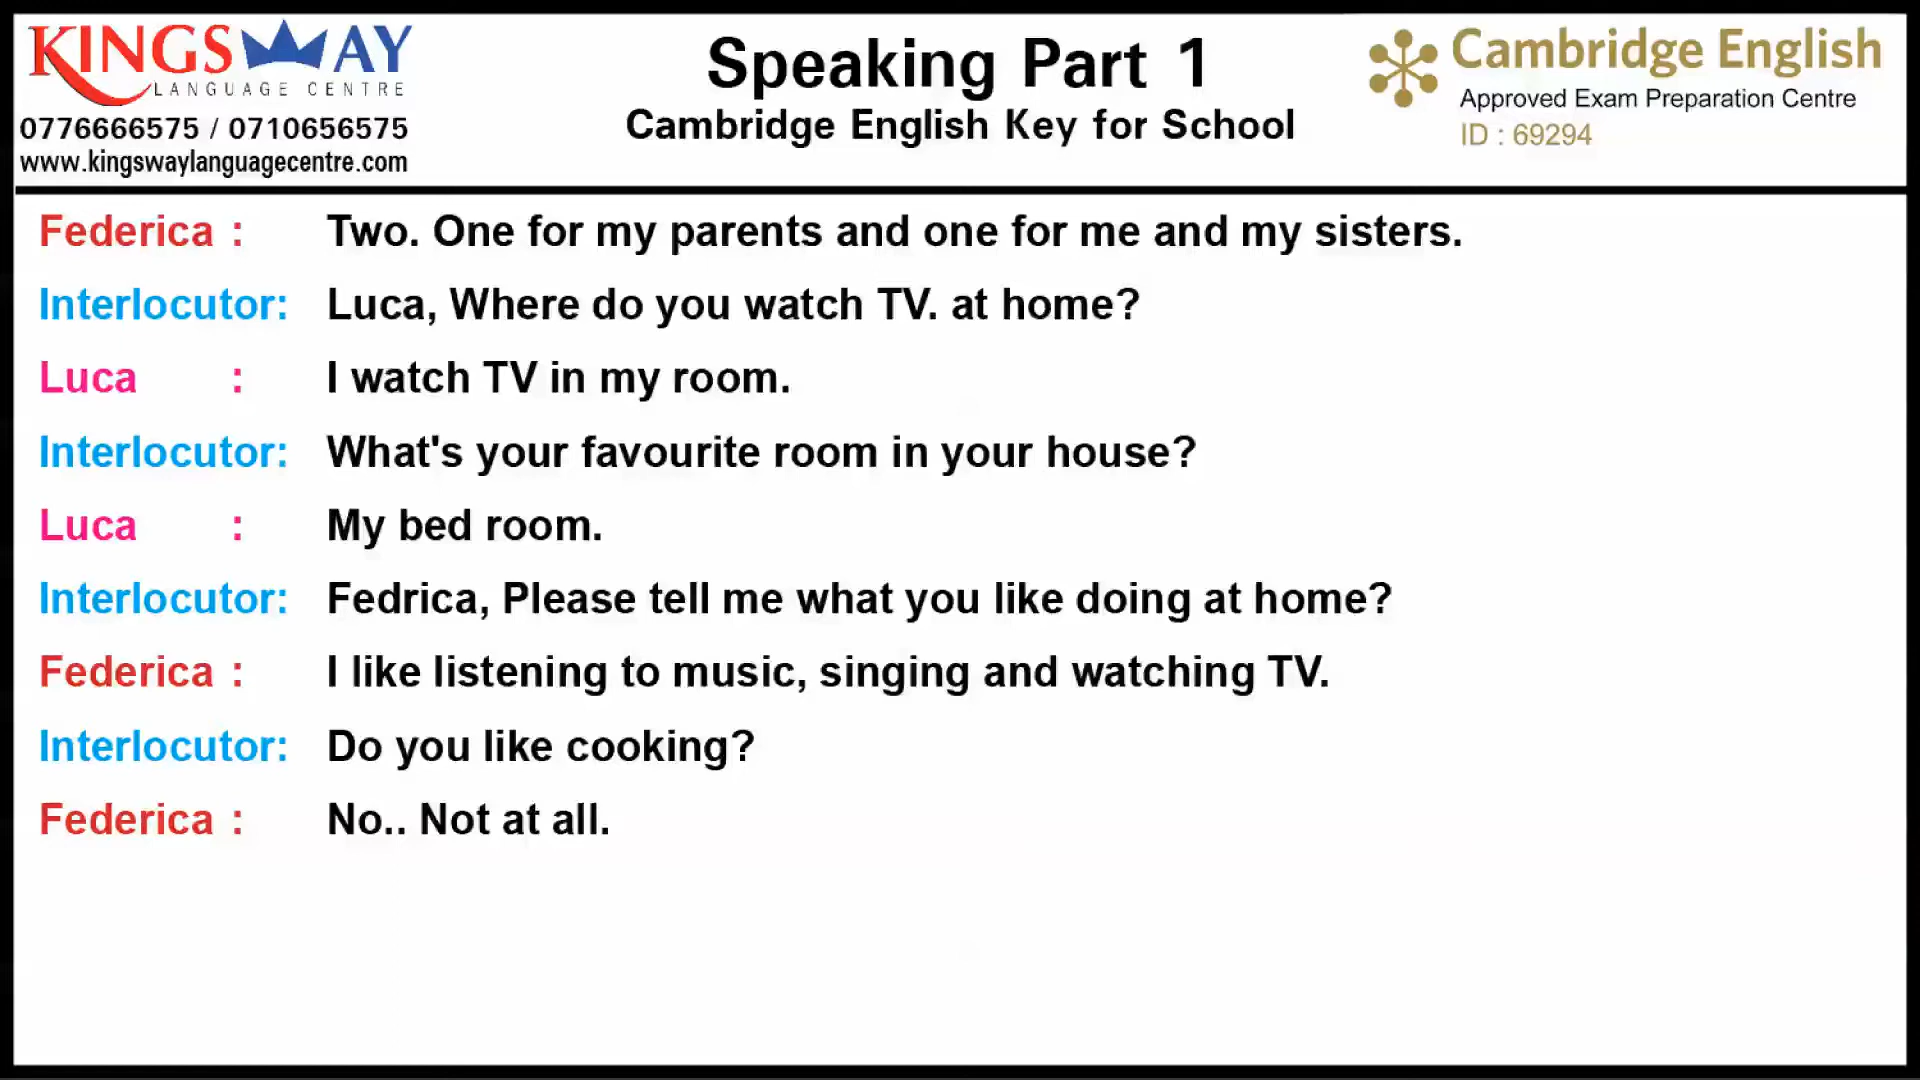 KINGSWAY
LANGUAGE CENTRE
0776666575 / 0710656575
www.kingswaylanguagecentre.com
Speaking Part 1
Cambridge English Key for School
Cambridge English
Approved Exam Preparation Centre
ID : 69294
Federica : Two. One for my parents and one for me and my sisters.
Interlocutor: Luca, Where do you watch TV. at home?
Luca : I watch TV in my room.
Interlocutor: What's your favourite room in your house?
Luca : My bed room.
Interlocutor: Fedrica, Please tell me what you like doing at home?
Federica : I like listening to music, singing and watching TV.
Interlocutor: Do you like cooking?
Federica : No.. Not at all.